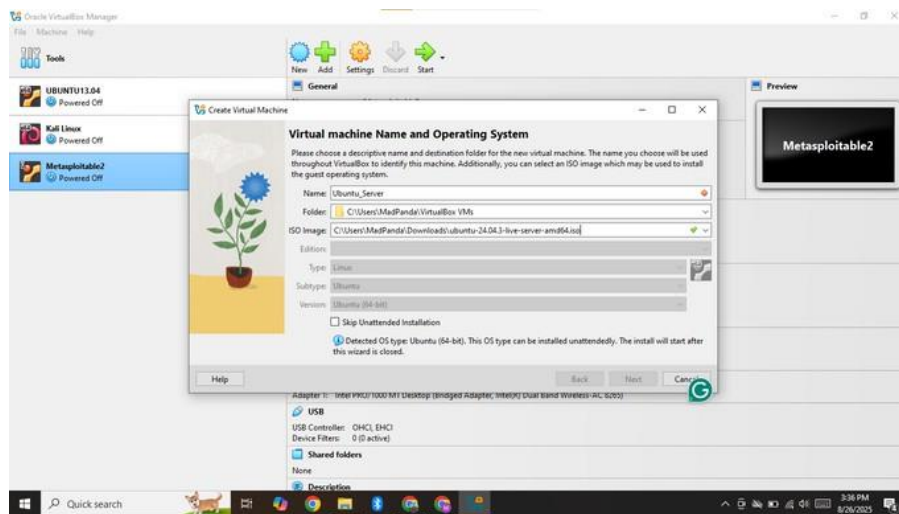 Oracle VirtualBox Manager
File Machine Help
Tools
New Add Settings Discard Start
UBUNTU13.04
Powered Off
Kali Linux
Powered Off
Metasploitable2
Powered Off
General
Preview
Metasploitable2
Create Virtual Machine
Virtual machine Name and Operating System
Please choose a descriptive name and destination folder for the new virtual machine. The name you choose will be used
throughout VirtualBox to identify this machine. Additionally, you can select an ISO image which may be used to install
the guest operating system.
Name: Ubuntu_Server
Folder: C:\Users\MadPanda\VirtualBox VMs
ISO Image: C:\Users\MadPanda\Downloads\ubuntu-24.04.3-live-server-amd64.iso
Edition:
Type: Linux
Subtype: Ubuntu
Version: Ubuntu (64-bit)
Skip Unattended Installation
Detected OS type: Ubuntu (64-bit). This OS type can be installed unattendedly. The install will start after
this wizard is closed.
Help Back Next
Adapter 1: Intel PRO/1000 MT Desktop (Bridged Adapter, Intel(R) Dual Band Wireless-AC 8265)
USB
USB Controller: OHCI, EHCI
Device Filters: 0 (0 active)
Shared folders
None
Description
Quick search
3:36 PM
8/26/2025